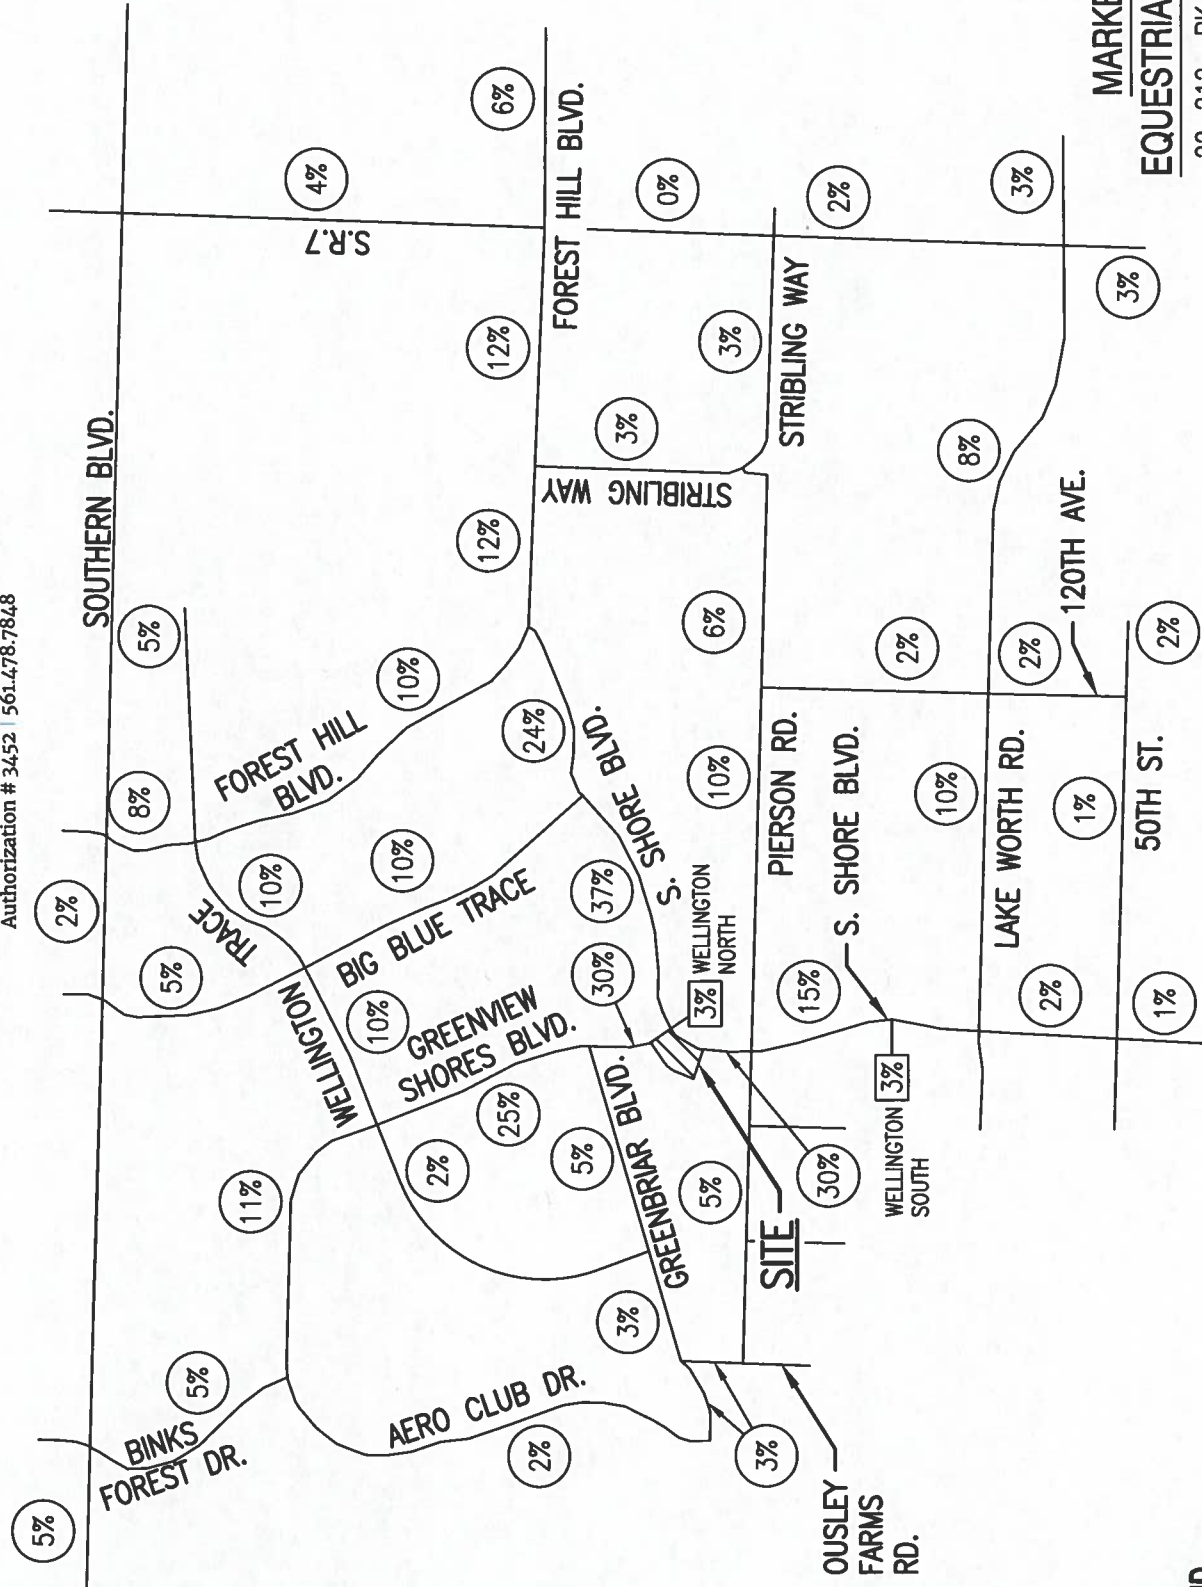 Authorization # 3452 | 561.478.7848
SOUTHERN BLVD.
5%
8%
2%
5%
5%
5%
11%
BINKS
FOREST DR.
FOREST HILL
BLVD.
10%
10%
TRACE
WELLINGTON
10%
10%
BIG BLUE TRACE
GREENVIEW
SHORES BLVD.
25%
2%
AERO CLUB DR.
2%
3%
5%
GREENBRIAR BLVD.
30%
37%
24%
S. SHORE BLVD.
12%
12%
4%
S.R.7
6%
FOREST HILL BLVD.
STRIBLING WAY
3%
3%
0%
STRIBLING WAY
2%
6%
10%
PIERSON RD.
3%
WELLINGTON
NORTH
15%
S. SHORE BLVD.
5%
SITE
30%
3%
OUSLEY
FARMS
RD.
WELLINGTON
SOUTH
3%
10%
2%
LAKE WORTH RD.
8%
3%
3%
2%
1%
2%
120TH AVE.
50TH ST.
1%
2%
EQUESTRIA